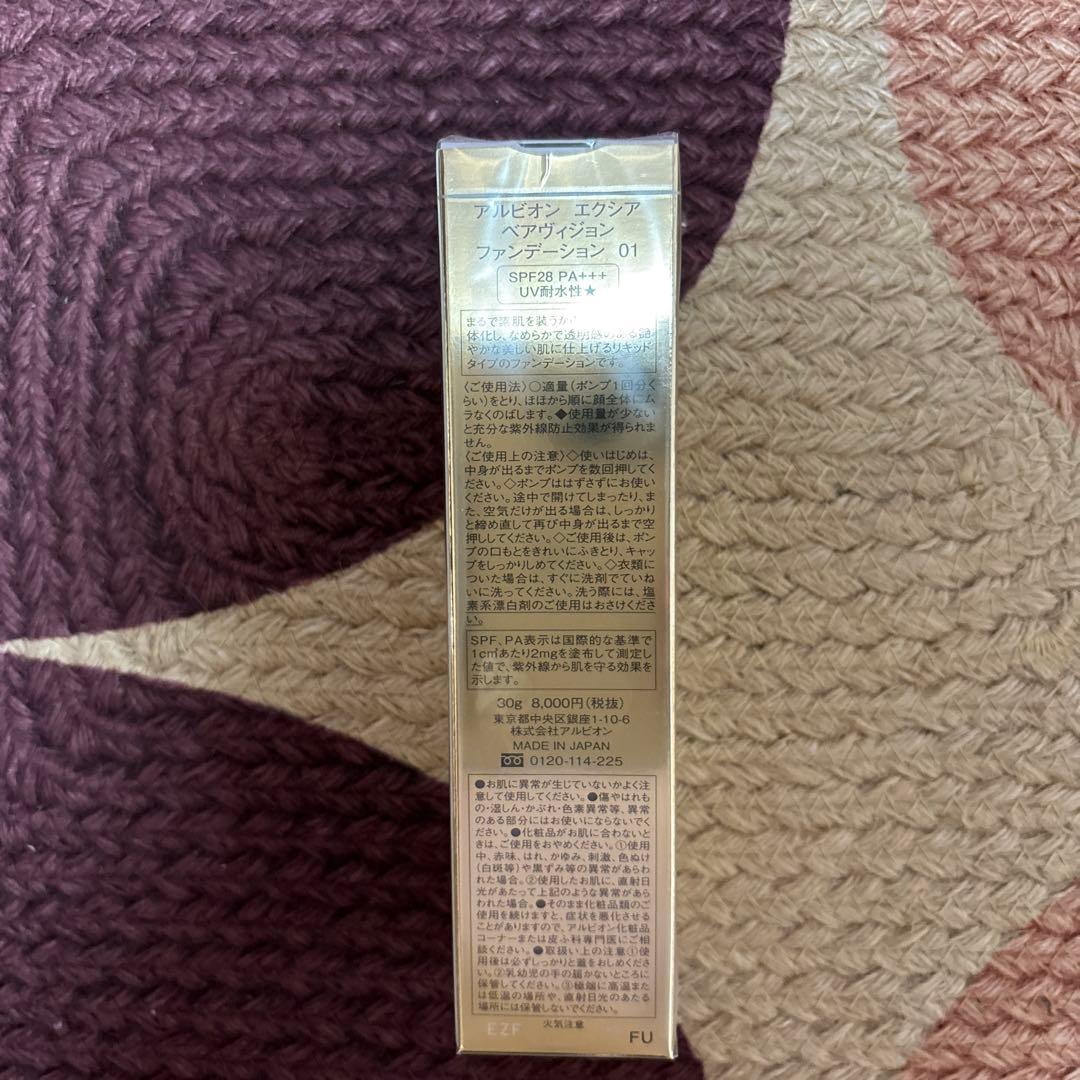 アルビオン エクシア
ベアヴィジョン
ファンデーション 01
SPF28 PA+++
UV耐水性★
まるで素肌を装うか
体化し、なめらかで透明感のある艶
やかな美しい肌に仕上げるリキッド
タイプのファンデーションです。
〈ご使用法〉○適量(ポンプ1回分く
らい)をとり、ほほから順に顔全体にム
ラなくのばします。◆使用量が少ない
と充分な紫外線防止効果が得られま
せん。
〈ご使用上の注意〉◇使いはじめは、
中身が出るまでポンプを数回押してく
ださい。◇ポンプははずさずにお使い
ください。途中で開けてしまったり、ま
た、空気だけが出る場合は、しっかり
と締め直して再び中身が出るまで空
押ししてください。◇ご使用後は、ポン
プの口もとをきれいにふきとり、キャッ
プをしっかりしめてください。◇衣類に
ついた場合は、すぐに洗剤でていね
いに洗ってください。洗う際には、塩
素系漂白剤のご使用はおさけくださ
い。
SPF、PA表示は国際的な基準で
1c㎡あたり2mgを塗布して測定し
た値で、紫外線から肌を守る効果を
示します。
30g 8,000円(税抜)
東京都中央区銀座1-10-6
株式会社アルビオン
MADE IN JAPAN
0120-114-225
●お肌に異常が生じていないかよく注
意して使用してください。●傷やはれも
の・湿しん・かぶれ・色素異常等、異常
のある部分にはお使いにならないでく
ださい。●化粧品がお肌に合わないと
きは、ご使用をおやめください。①使用
中、赤味、はれ、かゆみ、刺激、色ぬけ
(白斑等)や黒ずみ等の異常があらわ
れた場合。②使用したお肌に、直射日
光があたって上記のような異常があら
われた場合。●そのまま化粧品類のご
使用を続けますと、症状を悪化させる
ことがありますので、アルビオン化粧品
コーナーまたは皮ふ科専門医にご相
談ください。●取扱い上の注意①使
用後は必ずしっかりと蓋をおしめくださ
い。②乳幼児の手の届かないところに
保管してください。③極端に高温また
は低温の場所や、直射日光のあたる
場所には保管しないでください。
EZF 火気注意
FU